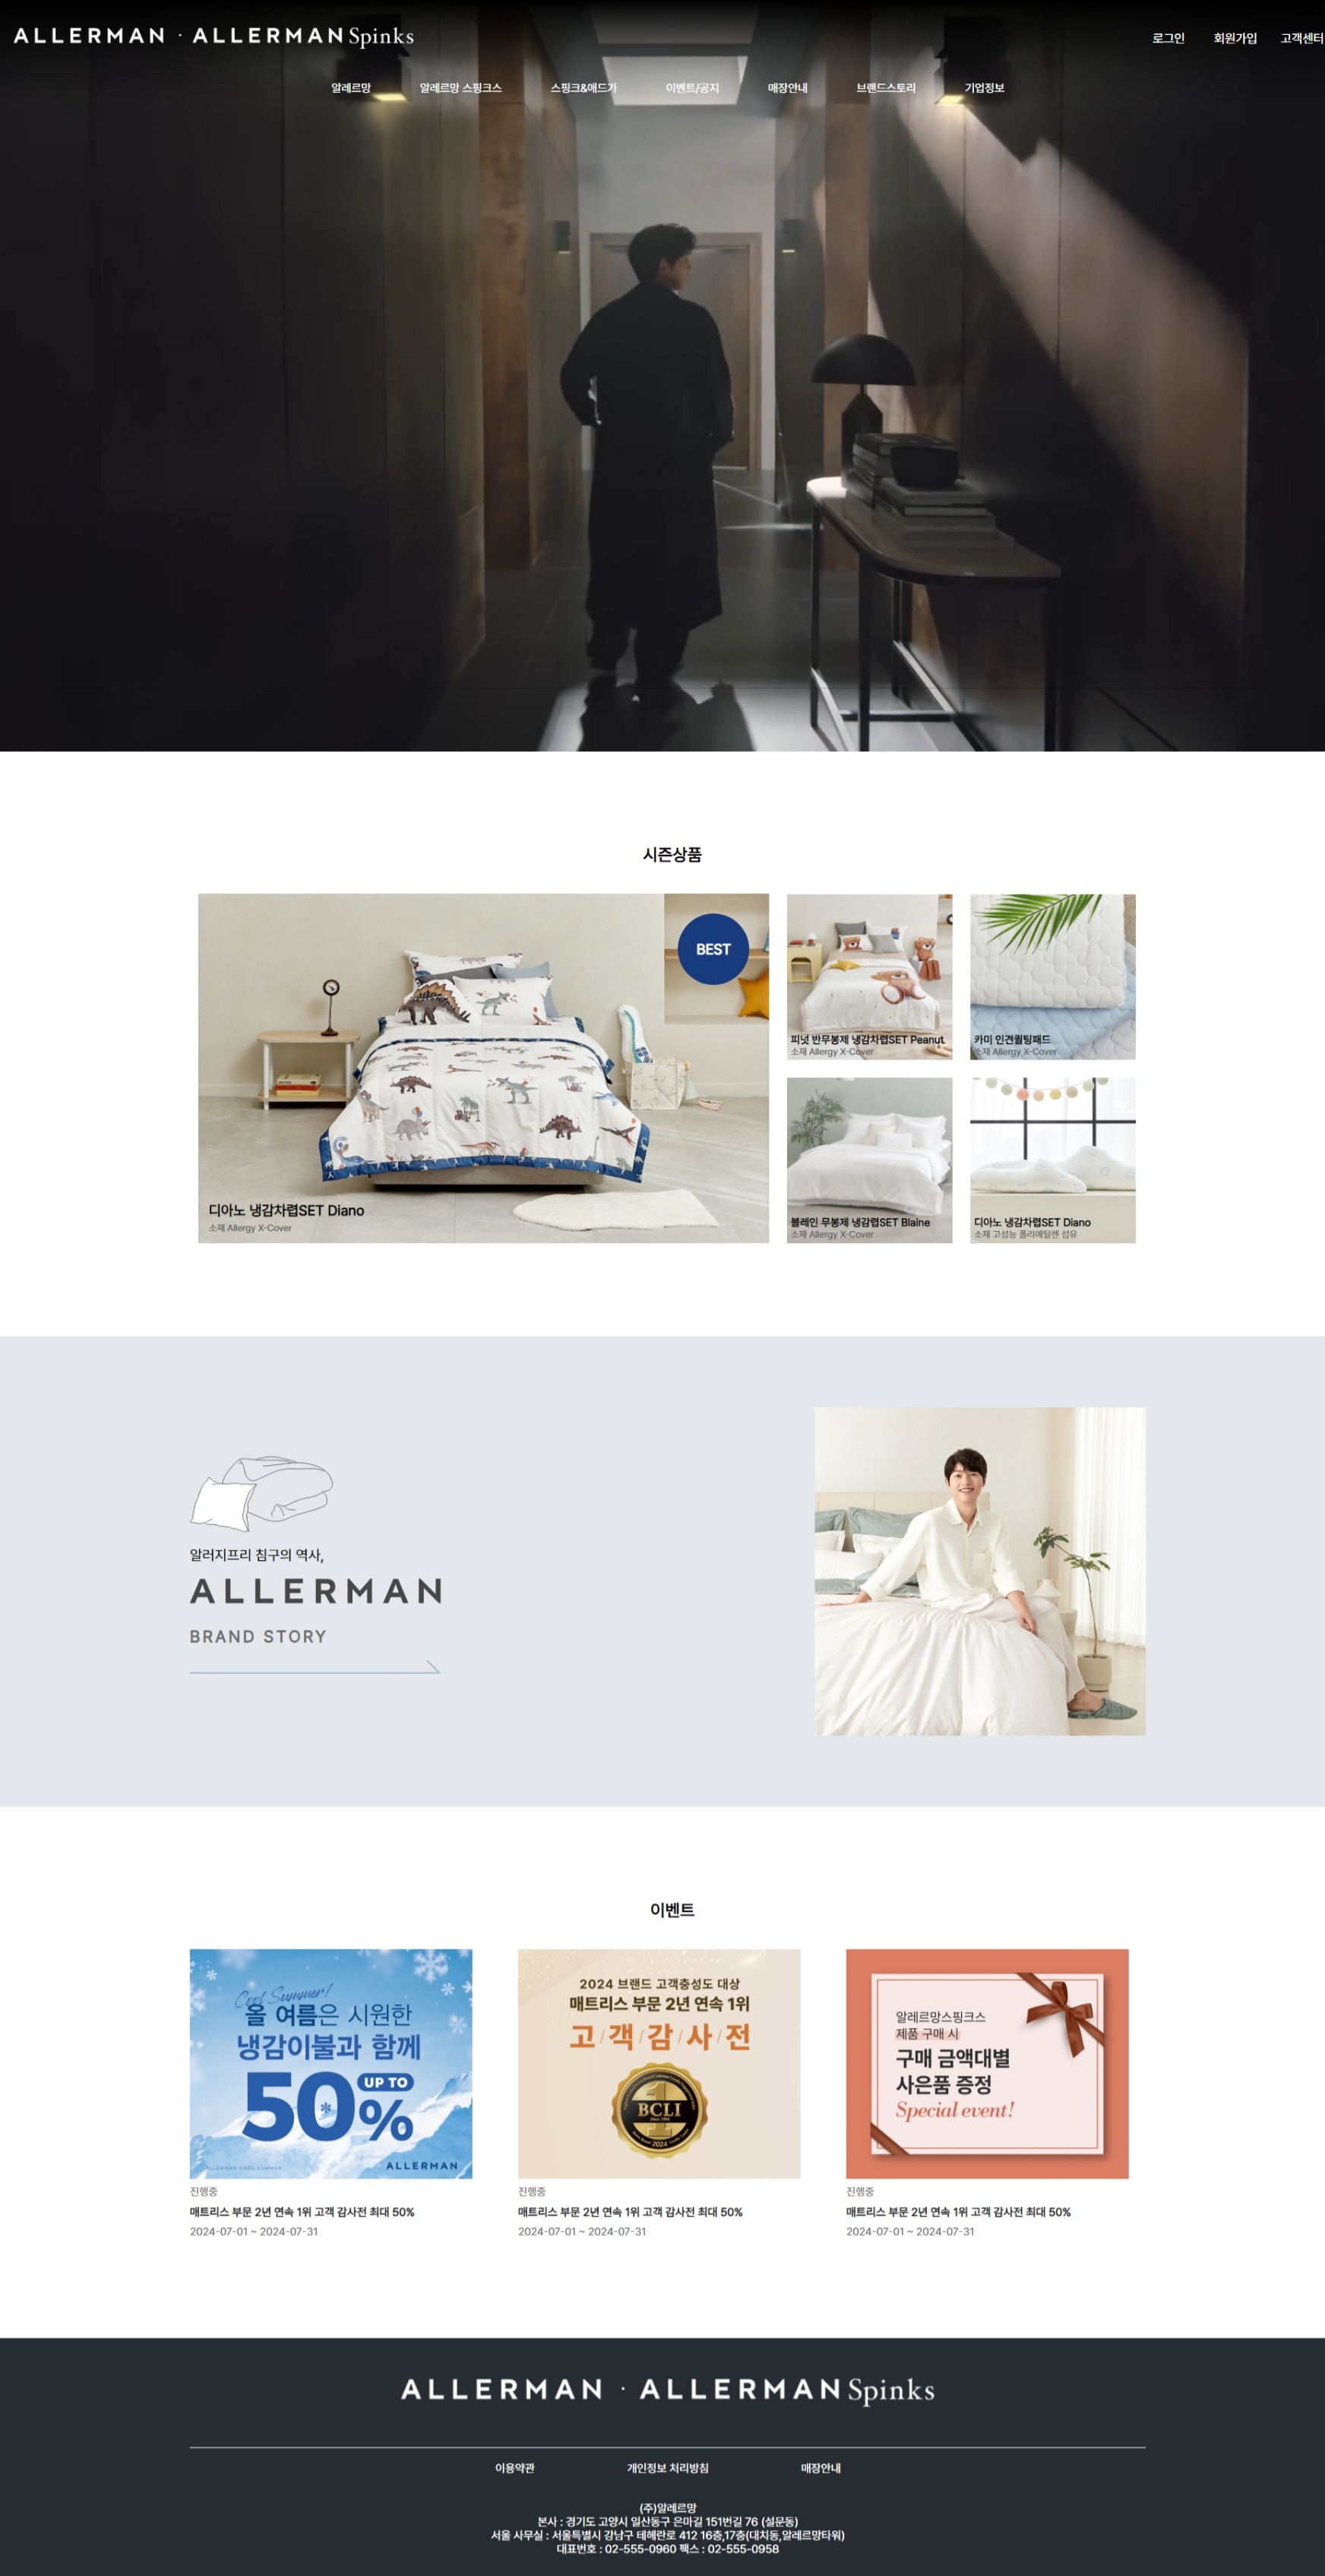 ALLERMAN · ALLERMAN Spinks
로그인 회원가입 고객센터
알레르망 알레르망 스핑크스 스핑크&애드가 이벤트/공지 매장안내 브랜드스토리 기업정보
시즌상품
BEST
디아노 냉감차렵SET Diano
소재 Allergy X-Cover
피넛 반무봉제 냉감차렵SET Peanut
소재 Allergy X-Cover
카미 인견퀼팅패드
소재 Allergy X-Cover
블레인 무봉제 냉감렵SET Blaine
소재 Allergy X-Cover
디아노 냉감차렵SET Diano
소재 고성능 폴리에틸렌 섬유
알러지프리 침구의 역사,
ALLERMAN
BRAND STORY
이벤트
Cool Summer!
올 여름은 시원한
냉감이불과 함께
UP TO
50%
ALLERMAN COOL SUMMER
ALLERMAN
진행중
매트리스 부문 2년 연속 1위 고객 감사전 최대 50%
2024-07-01 ~ 2024-07-31
2024 브랜드 고객충성도 대상
매트리스 부문 2년 연속 1위
고/객/감/사/전
1
BCLI
2024
진행중
매트리스 부문 2년 연속 1위 고객 감사전 최대 50%
2024-07-01 ~ 2024-07-31
알레르망스핑크스
제품 구매 시
구매 금액대별
사은품 증정
Special event!
진행중
매트리스 부문 2년 연속 1위 고객 감사전 최대 50%
2024-07-01 ~ 2024-07-31
ALLERMAN · ALLERMAN Spinks
이용약관 개인정보 처리방침 매장안내
(주)알레르망
본사 : 경기도 고양시 일산동구 은마길 151번길 76 (설문동)
서울 사무실 : 서울특별시 강남구 테헤란로 412 16층,17층(대치동,알레르망타워)
대표번호 : 02-555-0960 팩스 : 02-555-0958